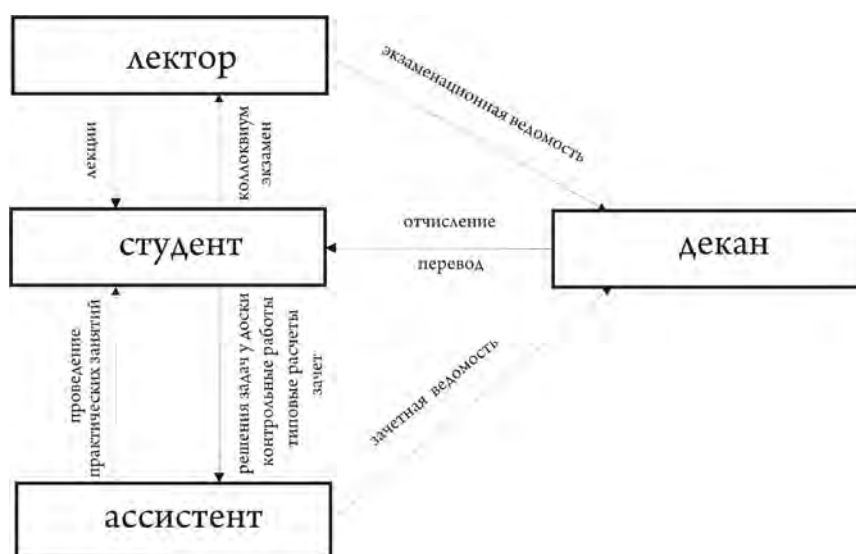 лектор
экзаменационная ведомость
лекции
коллоквиум
экзамен
студент
отчисление
перевод
декан
проведение
практических занятий
решения задач у доски
контрольные работы
типовые расчеты
зачет
зачетная ведомость
ассистент